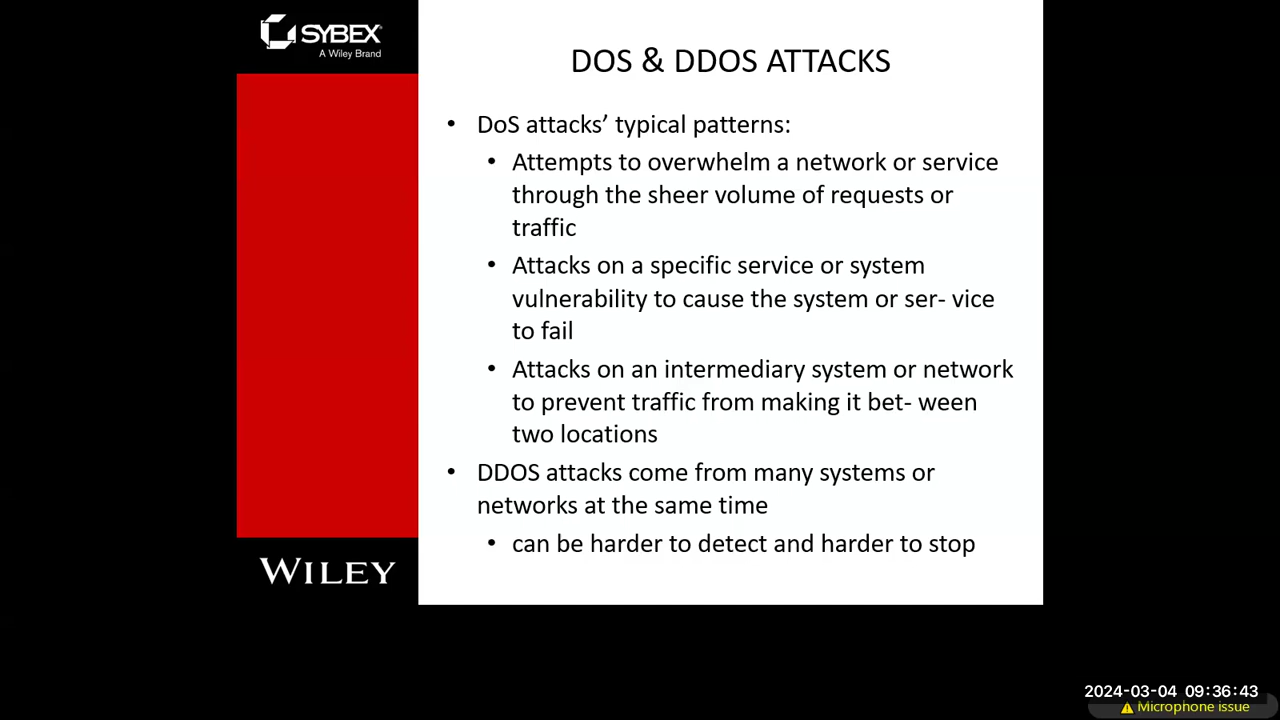 SYBEX
A Wiley Brand
DOS & DDOS ATTACKS
• DoS attacks’ typical patterns:
• Attempts to overwhelm a network or service
through the sheer volume of requests or
traffic
• Attacks on a specific service or system
vulnerability to cause the system or ser- vice
to fail
• Attacks on an intermediary system or network
to prevent traffic from making it bet- ween
two locations
• DDOS attacks come from many systems or
networks at the same time
• can be harder to detect and harder to stop
WILEY
2024-03-04 09:36:43
Microphone issue